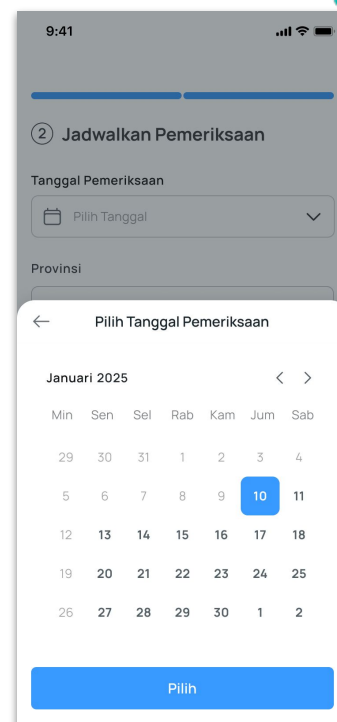 9:41
2 Jadwalkan Pemeriksaan
Tanggal Pemeriksaan
Pilih Tanggal
Provinsi
Pilih Tanggal Pemeriksaan
Januari 2025
Min Sen Sel Rab Kam Jum Sab
29 30 31 1 2 3 4
5 6 7 8 9 10 11
12 13 14 15 16 17 18
19 20 21 22 23 24 25
26 27 28 29 30 1 2
Pilih